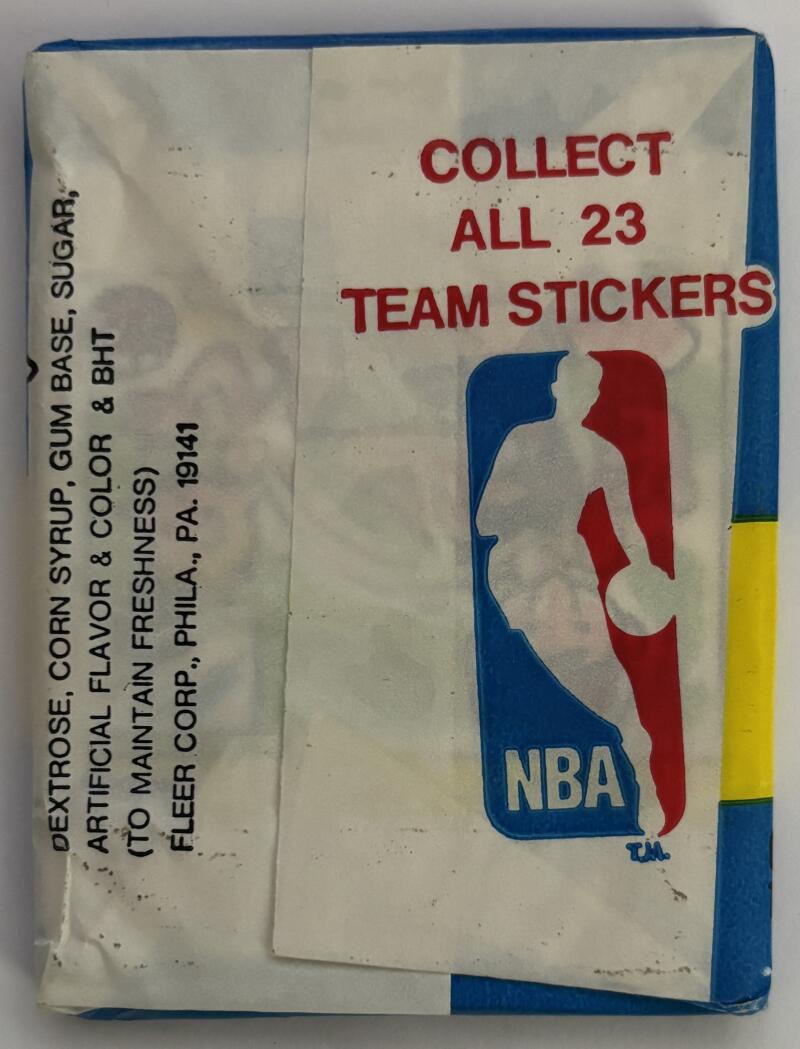 COLLECT
ALL 23
TEAM STICKERS
NBA
T.M.
DEXTROSE, CORN SYRUP, GUM BASE, SUGAR,
ARTIFICIAL FLAVOR & COLOR & BHT
(TO MAINTAIN FRESHNESS)
FLEER CORP., PHILA., PA. 19141